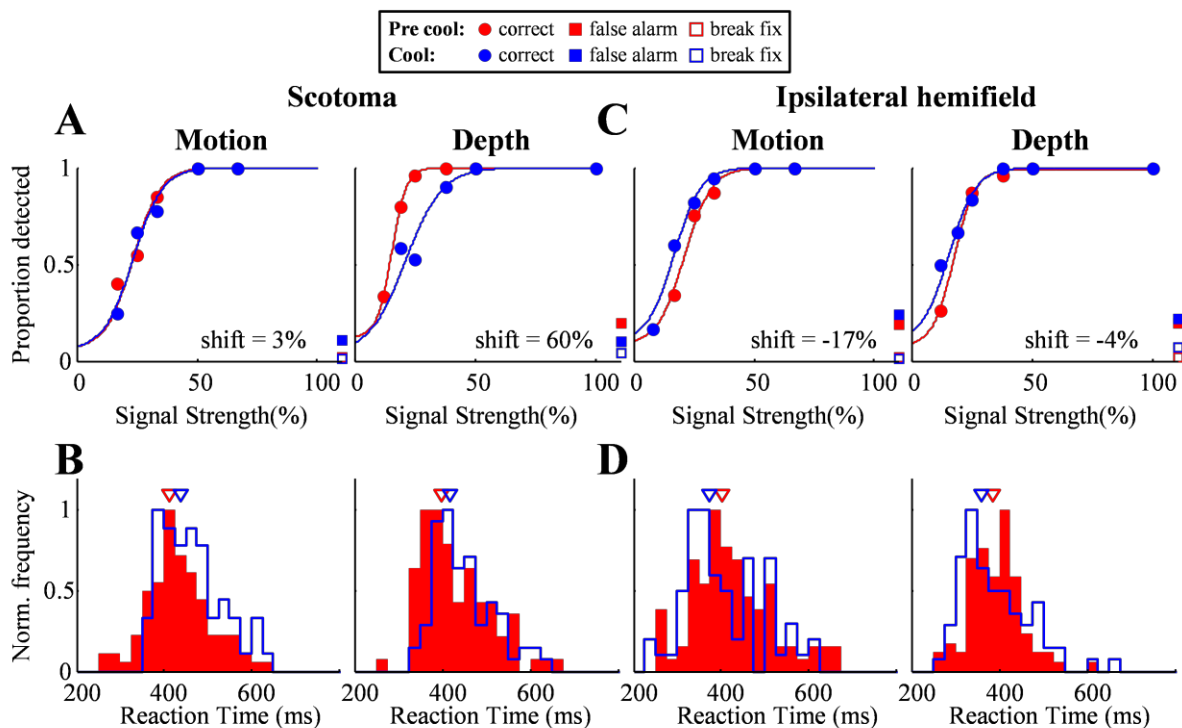 Pre cool: correct false alarm break fix
Cool: correct false alarm break fix
Scotoma
Ipsilateral hemifield
A
C
Motion
Depth
Motion
Depth
Proportion detected
1
0.5
0
shift = 3%
shift = 60%
shift = -17%
shift = -4%
0 50 100
0 50 100
0 50 100
0 50 100
Signal Strength(%)
Signal Strength(%)
Signal Strength(%)
Signal Strength(%)
B
D
Norm. frequency
1
0.5
0
200 400 600
200 400 600
200 400 600
200 400 600
Reaction Time (ms)
Reaction Time (ms)
Reaction Time (ms)
Reaction Time (ms)